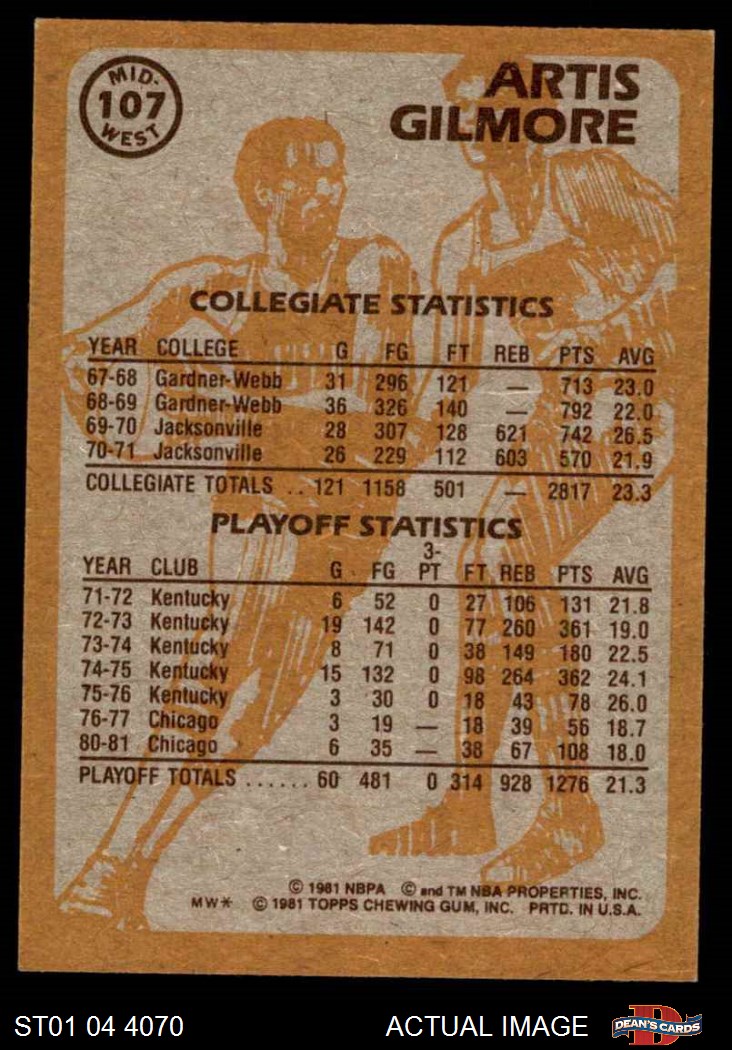 MID-
107
WEST
ARTIS
GILMORE
COLLEGIATE STATISTICS
YEAR COLLEGE G FG FT REB PTS AVG
67-68 Gardner-Webb 31 296 121 — 713 23.0
68-69 Gardner-Webb 36 326 140 — 792 22.0
69-70 Jacksonville 28 307 128 621 742 26.5
70-71 Jacksonville 26 229 112 603 570 21.9
COLLEGIATE TOTALS .. 121 1158 501 — 2817 23.3
PLAYOFF STATISTICS
3-
YEAR CLUB G FG PT FT REB PTS AVG
71-72 Kentucky 6 52 0 27 106 131 21.8
72-73 Kentucky 19 142 0 77 260 361 19.0
73-74 Kentucky 8 71 0 38 149 180 22.5
74-75 Kentucky 15 132 0 98 264 362 24.1
75-76 Kentucky 3 30 0 18 43 78 26.0
76-77 Chicago 3 19 — 18 39 56 18.7
80-81 Chicago 6 35 — 38 67 108 18.0
PLAYOFF TOTALS ...... 60 481 0 314 928 1276 21.3
© 1981 NBPA © and TM NBA PROPERTIES, INC.
MW* © 1981 TOPPS CHEWING GUM, INC. PRTD. IN U.S.A.
ST01 04 4070 ACTUAL IMAGE D DEAN'S CARDS